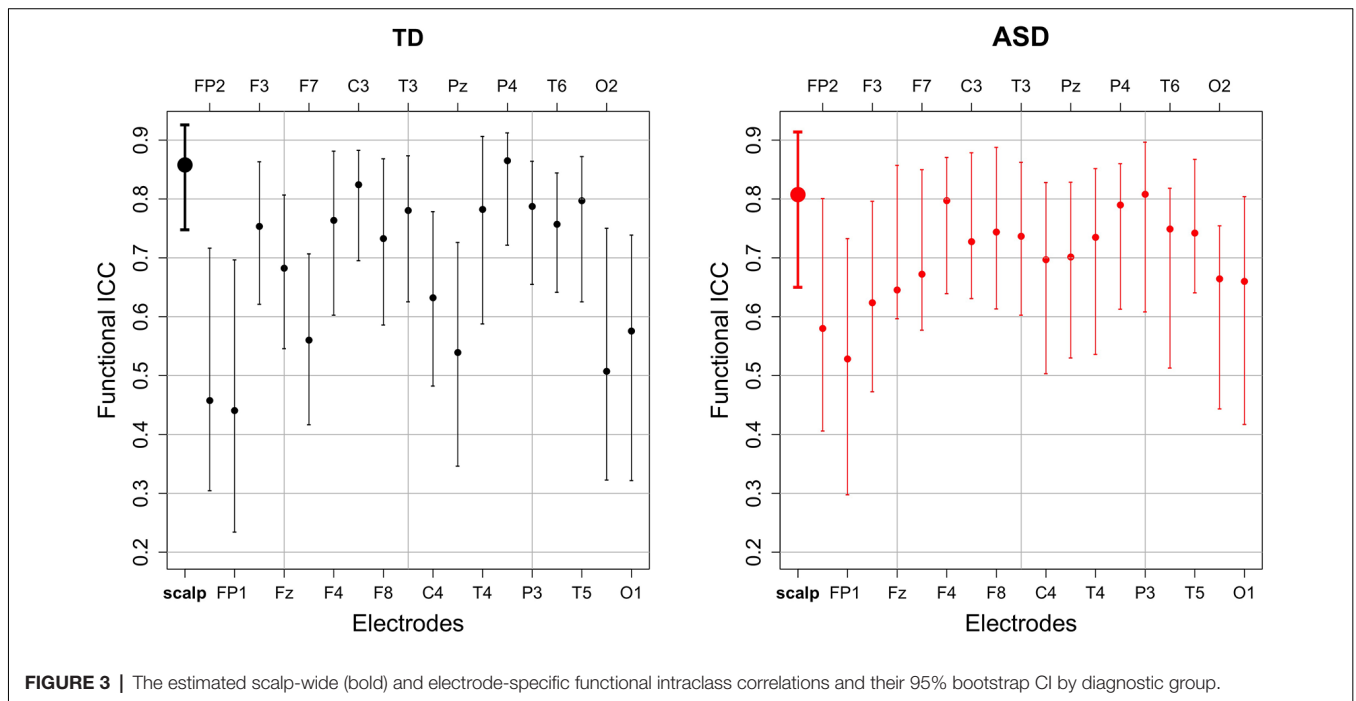 TD
FP2 F3 F7 C3 T3 Pz P4 T6 O2
Functional ICC
0.9
0.8
0.7
0.6
0.5
0.4
0.3
0.2
scalp FP1 Fz F4 F8 C4 T4 P3 T5 O1
Electrodes
ASD
FP2 F3 F7 C3 T3 Pz P4 T6 O2
Functional ICC
0.9
0.8
0.7
0.6
0.5
0.4
0.3
0.2
scalp FP1 Fz F4 F8 C4 T4 P3 T5 O1
Electrodes
FIGURE 3 | The estimated scalp-wide (bold) and electrode-specific functional intraclass correlations and their 95% bootstrap CI by diagnostic group.